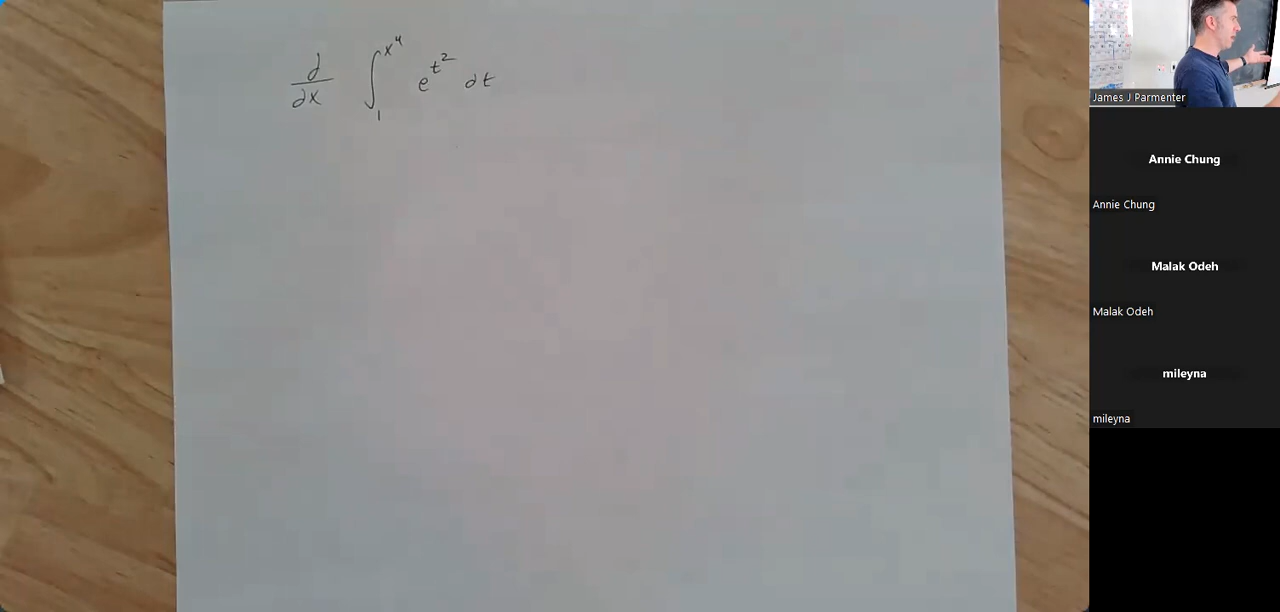 d/dx ∫₁^{x⁴} e^{t²} dt
James J Parmenter
Annie Chung
Annie Chung
Malak Odeh
Malak Odeh
mileyna
mileyna